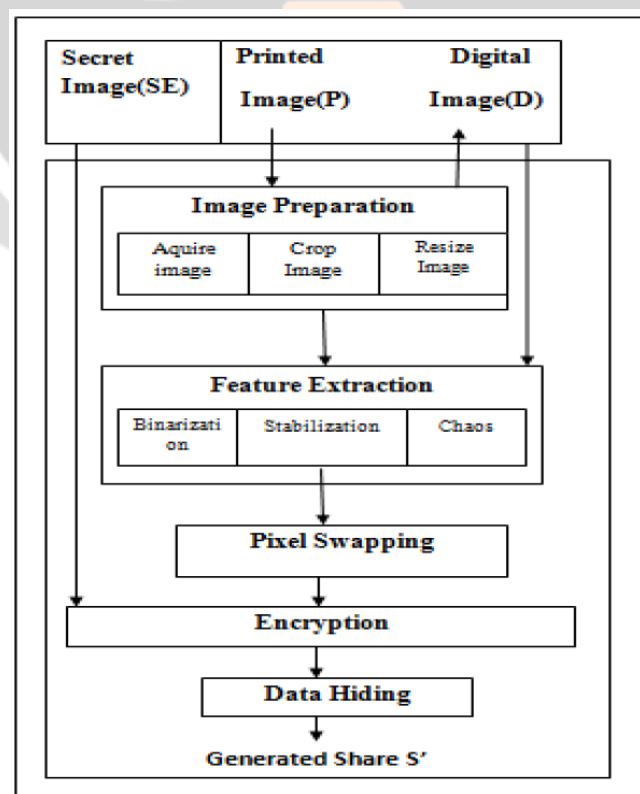 Secret
Image(SE)
Printed
Image(P)
Digital
Image(D)
Image Preparation
Aquire
image
Crop
Image
Resize
Image
Feature Extraction
Binarizati
on
Stabilization
Chaos
Pixel Swapping
Encryption
Data Hiding
Generated Share S’